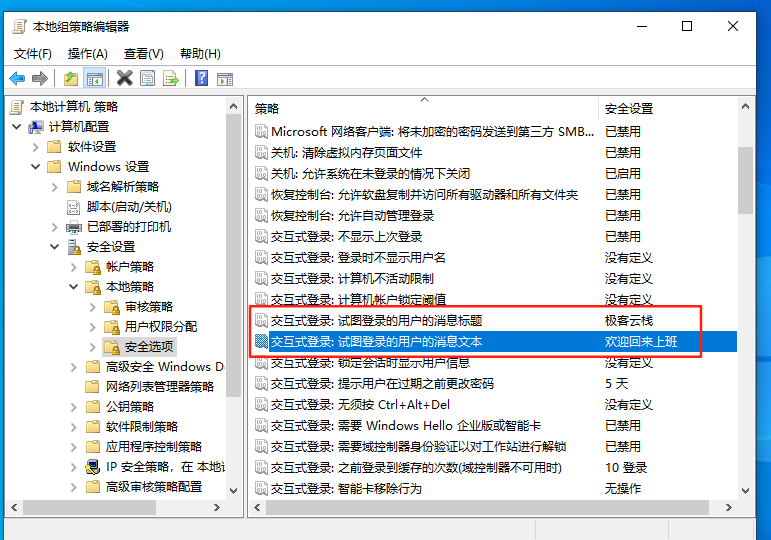 本地组策略编辑器
文件(F) 操作(A) 查看(V) 帮助(H)
本地计算机 策略
计算机配置
软件设置
Windows 设置
域名解析策略
脚本(启动/关机)
已部署的打印机
安全设置
帐户策略
本地策略
审核策略
用户权限分配
安全选项
高级安全 Windows D
网络列表管理器策略
公钥策略
软件限制策略
应用程序控制策略
IP 安全策略，在 本地
高级审核策略配置
策略 安全设置
Microsoft 网络客户端: 将未加密的密码发送到第三方 SMB... 已禁用
关机: 清除虚拟内存页面文件 已禁用
关机: 允许系统在未登录的情况下关闭 已启用
恢复控制台: 允许软盘复制并访问所有驱动器和所有文件夹 已禁用
恢复控制台: 允许自动管理登录 已禁用
交互式登录: 不显示上次登录 已禁用
交互式登录: 登录时不显示用户名 没有定义
交互式登录: 计算机不活动限制 没有定义
交互式登录: 计算机帐户锁定阈值 没有定义
交互式登录: 试图登录的用户的消息标题 极客云栈
交互式登录: 试图登录的用户的消息文本 欢迎回来上班
交互式登录: 锁定会话时显示用户信息 没有定义
交互式登录: 提示用户在过期之前更改密码 5 天
交互式登录: 无须按 Ctrl+Alt+Del 没有定义
交互式登录: 需要 Windows Hello 企业版或智能卡 已禁用
交互式登录: 需要域控制器身份验证以对工作站进行解锁 已禁用
交互式登录: 之前登录到缓存的次数(域控制器不可用时) 10 登录
交互式登录: 智能卡移除行为 无操作